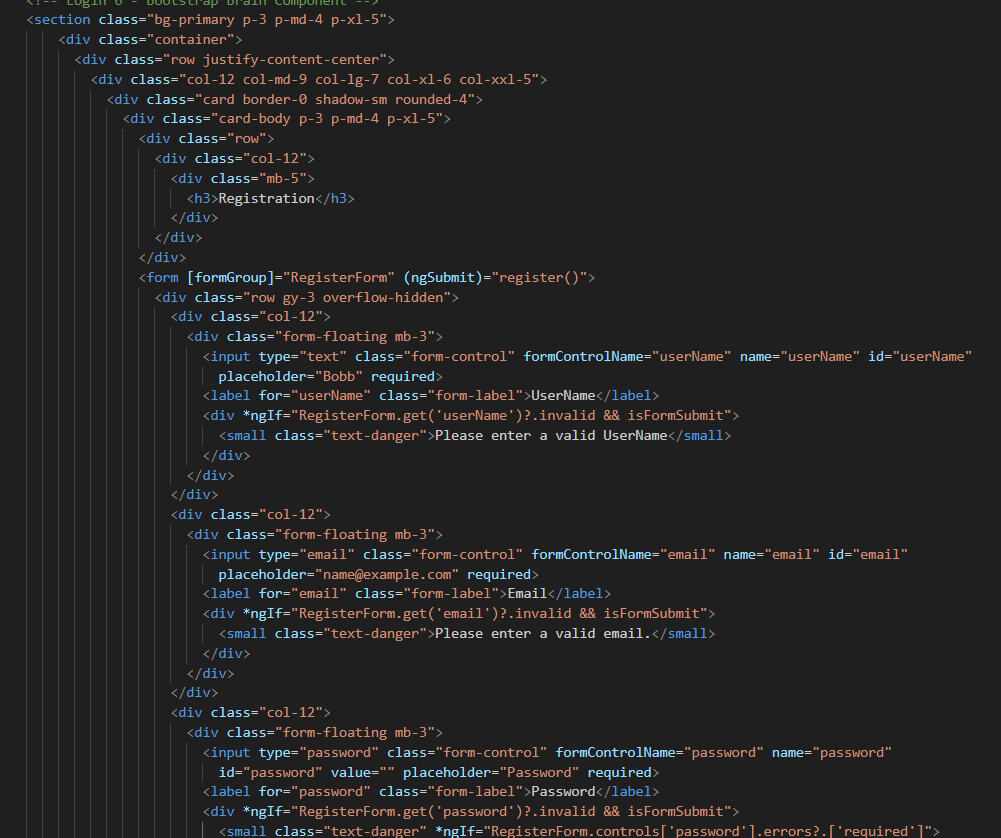 <!-- Login 6 - Bootstrap Brain Component -->
<section class="bg-primary p-3 p-md-4 p-xl-5">
<div class="container">
<div class="row justify-content-center">
<div class="col-12 col-md-9 col-lg-7 col-xl-6 col-xxl-5">
<div class="card border-0 shadow-sm rounded-4">
<div class="card-body p-3 p-md-4 p-xl-5">
<div class="row">
<div class="col-12">
<div class="mb-5">
<h3>Registration</h3>
</div>
</div>
</div>
<form [formGroup]="RegisterForm" (ngSubmit)="register()">
<div class="row gy-3 overflow-hidden">
<div class="col-12">
<div class="form-floating mb-3">
<input type="text" class="form-control" formControlName="userName" name="userName" id="userName"
placeholder="Bobb" required>
<label for="userName" class="form-label">UserName</label>
<div *ngIf="RegisterForm.get('userName')?.invalid && isFormSubmit">
<small class="text-danger">Please enter a valid UserName</small>
</div>
</div>
</div>
<div class="col-12">
<div class="form-floating mb-3">
<input type="email" class="form-control" formControlName="email" name="email" id="email"
placeholder="name@example.com" required>
<label for="email" class="form-label">Email</label>
<div *ngIf="RegisterForm.get('email')?.invalid && isFormSubmit">
<small class="text-danger">Please enter a valid email.</small>
</div>
</div>
</div>
<div class="col-12">
<div class="form-floating mb-3">
<input type="password" class="form-control" formControlName="password" name="password"
id="password" value="" placeholder="Password" required>
<label for="password" class="form-label">Password</label>
<div *ngIf="RegisterForm.get('password')?.invalid && isFormSubmit">
<small class="text-danger" *ngIf="RegisterForm.controls['password'].errors?.['required']">